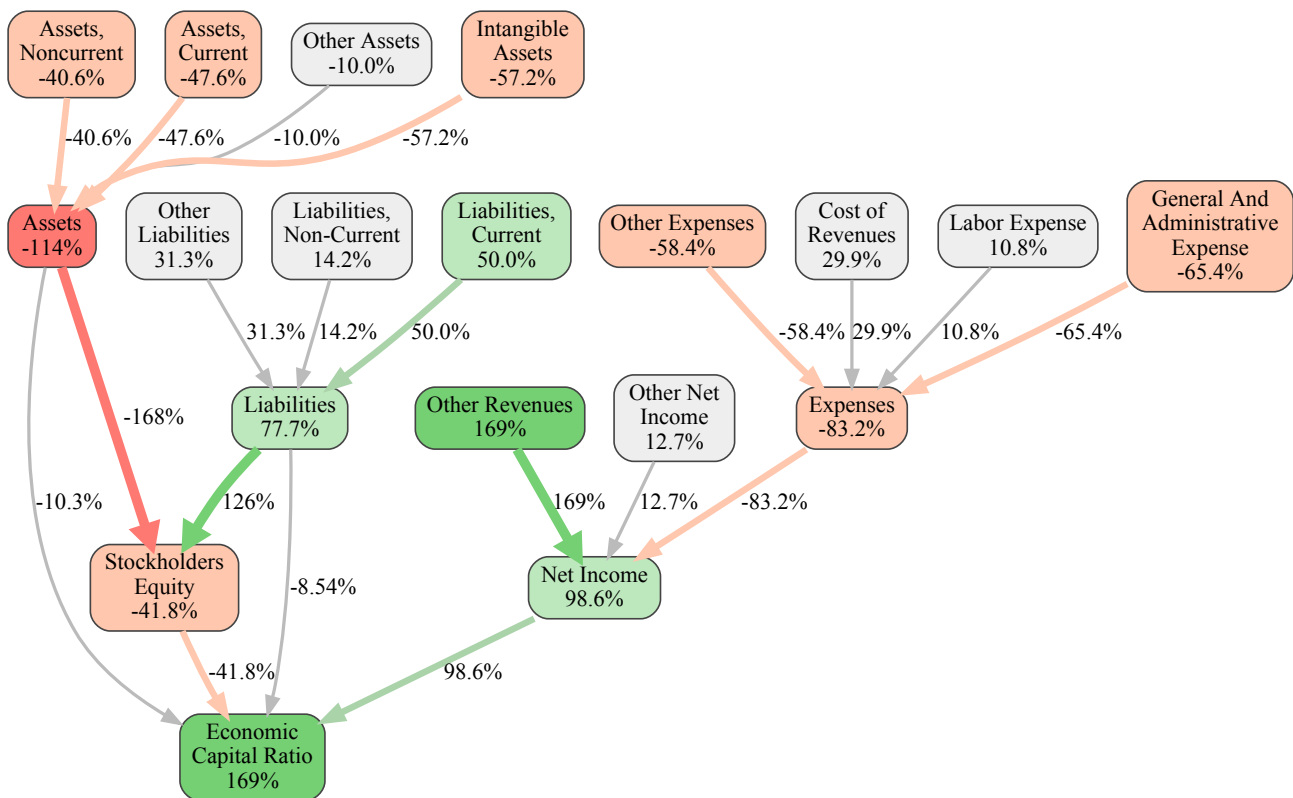 Assets,
Noncurrent
-40.6%
Assets,
Current
-47.6%
Other Assets
-10.0%
Intangible
Assets
-57.2%
-40.6%
-47.6%
-10.0%
-57.2%
Assets
-114%
Other
Liabilities
31.3%
Liabilities,
Non-Current
14.2%
Liabilities,
Current
50.0%
Other Expenses
-58.4%
Cost of
Revenues
29.9%
Labor Expense
10.8%
General And
Administrative
Expense
-65.4%
31.3%
14.2%
50.0%
-58.4%
29.9%
10.8%
-65.4%
-168%
Liabilities
77.7%
Other Revenues
169%
Other Net
Income
12.7%
Expenses
-83.2%
-10.3%
126%
169%
12.7%
-83.2%
Stockholders
Equity
-41.8%
-8.54%
Net Income
98.6%
-41.8%
98.6%
Economic
Capital Ratio
169%